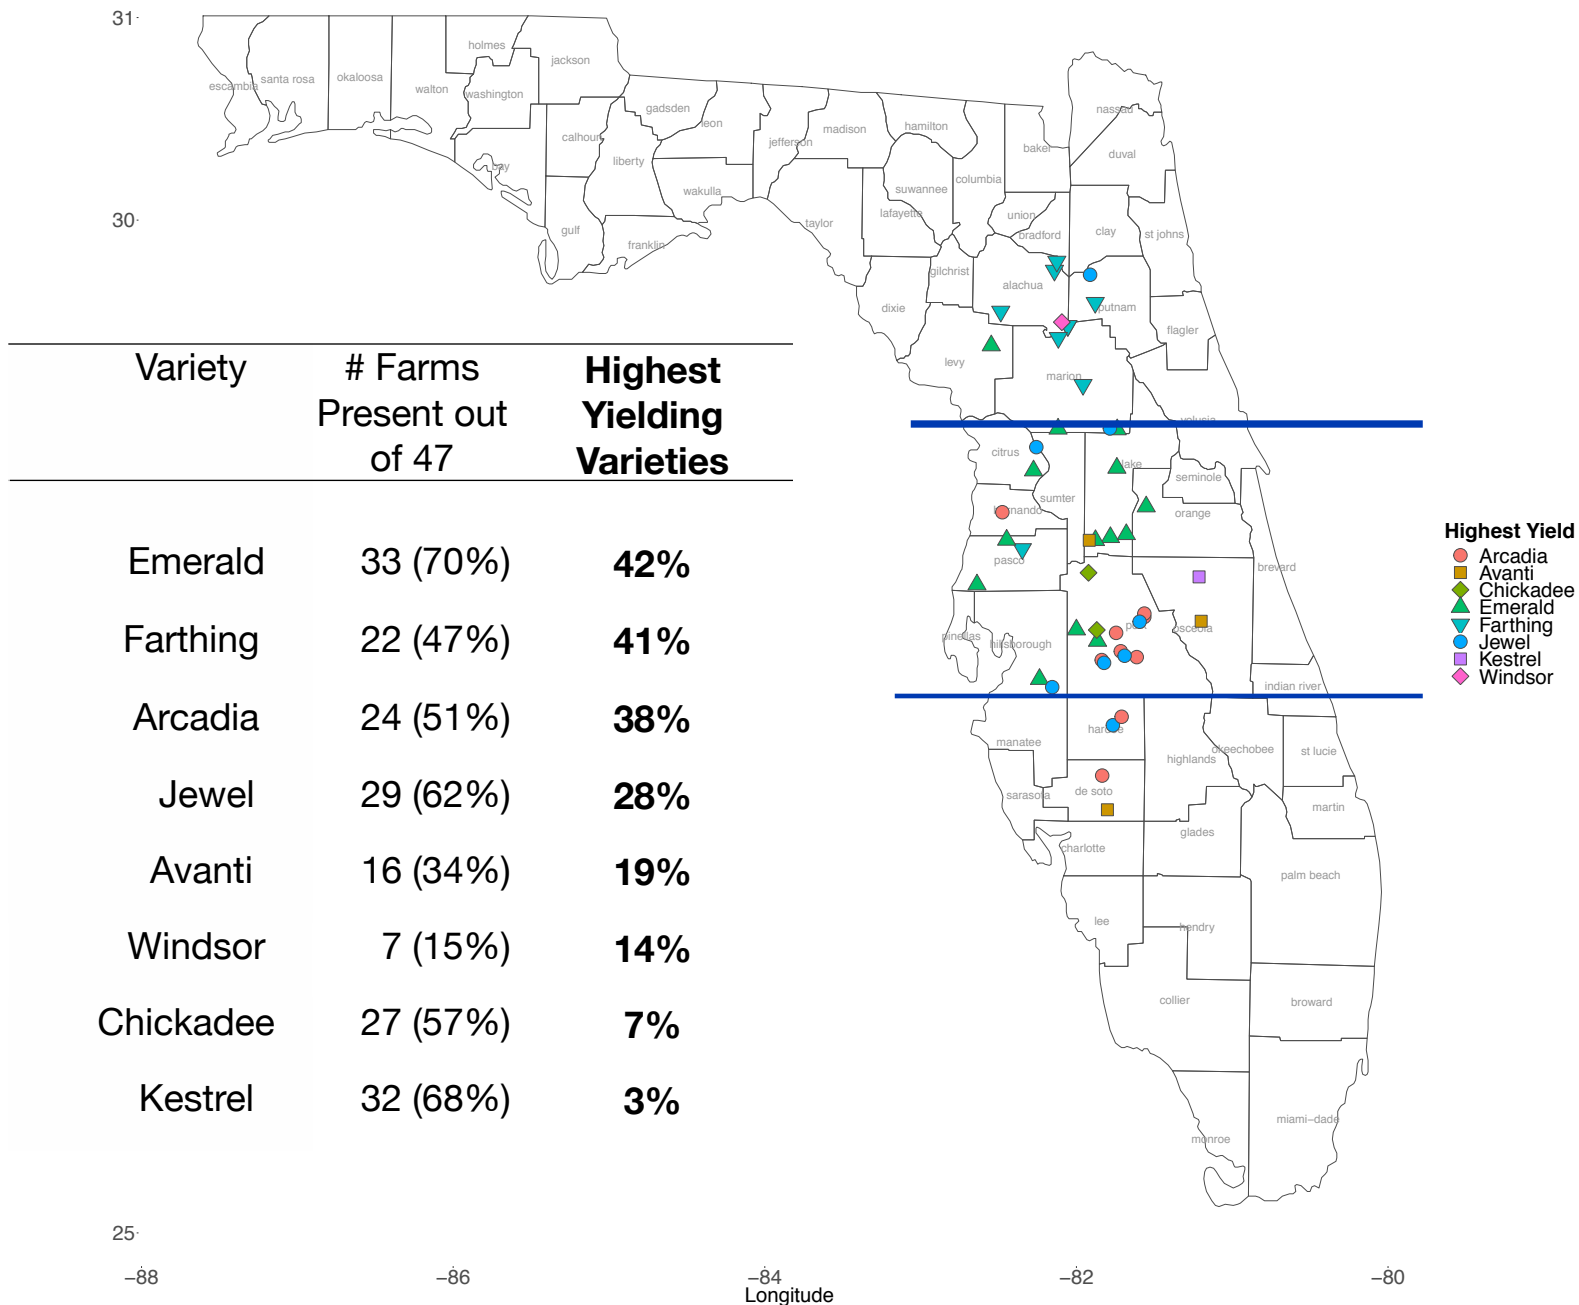 31
30
25
−88
−86
−84
−82
−80
Longitude
Variety # Farms Present out of 47 Highest Yielding Varieties
Emerald 33 (70%) 42%
Farthing 22 (47%) 41%
Arcadia 24 (51%) 38%
Jewel 29 (62%) 28%
Avanti 16 (34%) 19%
Windsor 7 (15%) 14%
Chickadee 27 (57%) 7%
Kestrel 32 (68%) 3%
escambia
santa rosa
okaloosa
walton
holmes
washington
jackson
bay
calhoun
gulf
liberty
gadsden
franklin
leon
wakulla
jefferson
madison
taylor
hamilton
suwannee
lafayette
columbia
baker
nassau
duval
union
bradford
clay
st johns
gilchrist
dixie
alachua
putnam
flagler
levy
marion
volusia
citrus
lake
sumter
seminole
hernando
orange
pasco
brevard
pinellas
hillsborough
polk
osceola
indian river
manatee
hardee
highlands
okeechobee
st lucie
sarasota
de soto
martin
charlotte
glades
palm beach
lee
hendry
collier
broward
monroe
miami−dade
Highest Yield
Arcadia
Avanti
Chickadee
Emerald
Farthing
Jewel
Kestrel
Windsor